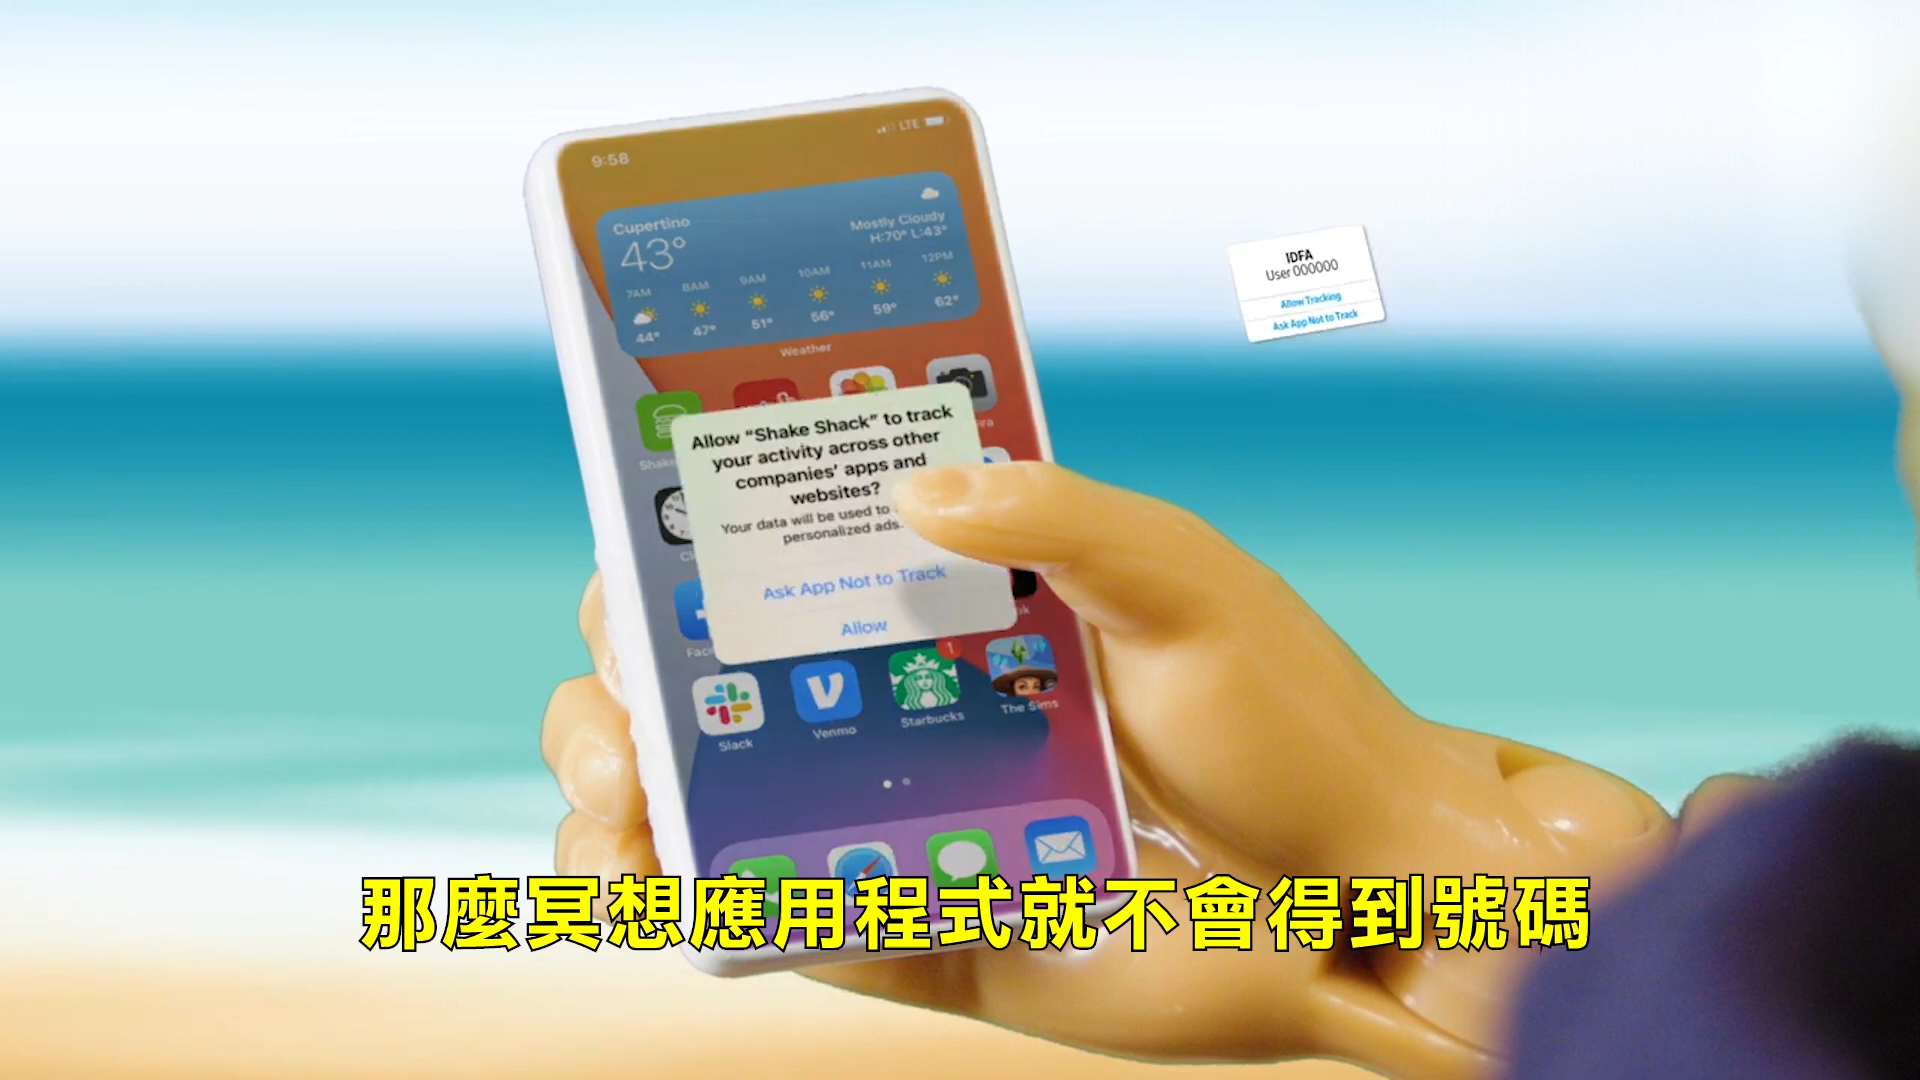 9:58
LTE
Cupertino
43°
Mostly Cloudy
H:70° L:43°
7AM 8AM 9AM 10AM 11AM 12PM
44° 47° 51° 56° 59° 62°
Weather
IDFA
User 000000
Allow Tracking
Ask App Not to Track
Allow “Shake Shack” to track
your activity across other
companies’ apps and
websites?
Your data will be used to
personalized ads.
Ask App Not to Track
Allow
Slack
Venmo
1
Starbucks
The Sims
那麼冥想應用程式就不會得到號碼